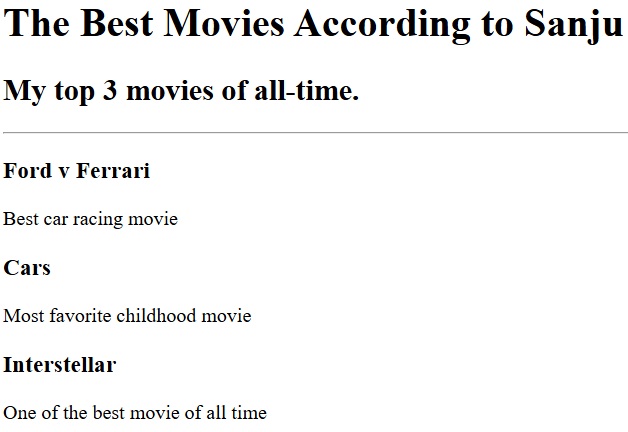 The Best Movies According to Sanju
My top 3 movies of all-time.
Ford v Ferrari
Best car racing movie
Cars
Most favorite childhood movie
Interstellar
One of the best movie of all time